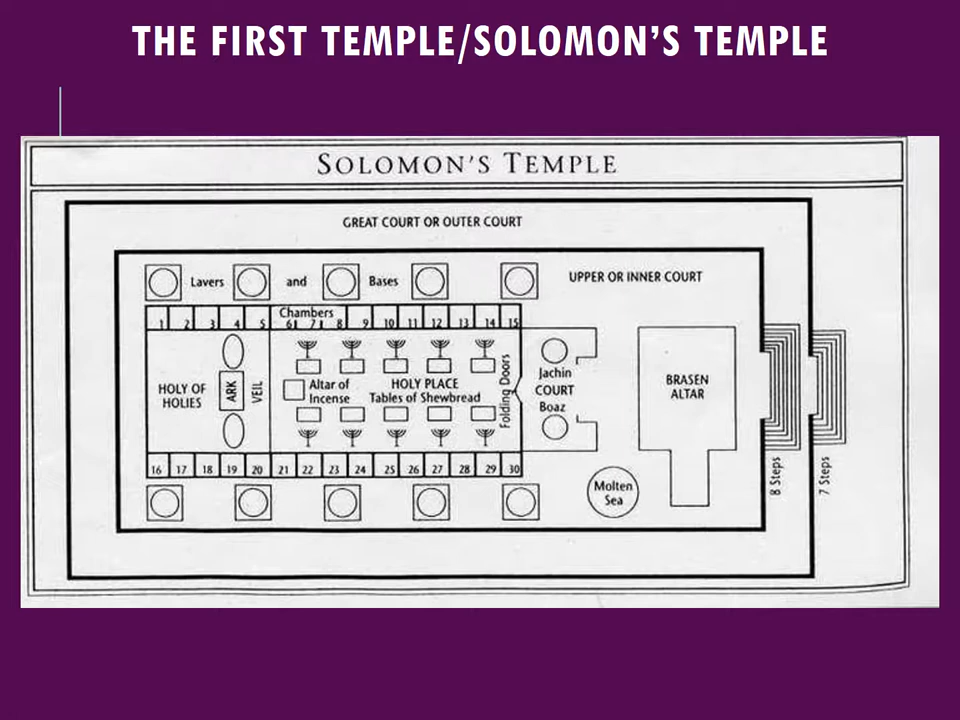 THE FIRST TEMPLE/SOLOMON'S TEMPLE
SOLOMON'S TEMPLE
GREAT COURT OR OUTER COURT
Lavers and Bases
UPPER OR INNER COURT
Chambers
1 2 3 4 5 6 7 8 9 10 11 12 13 14 15
HOLY OF
HOLIES
ARK
VEIL
Altar of
Incense
HOLY PLACE
Tables of Shewbread
Folding Doors
Jachin
COURT
Boaz
BRASEN
ALTAR
16 17 18 19 20 21 22 23 24 25 26 27 28 29 30
Molten
Sea
8 Steps
7 Steps